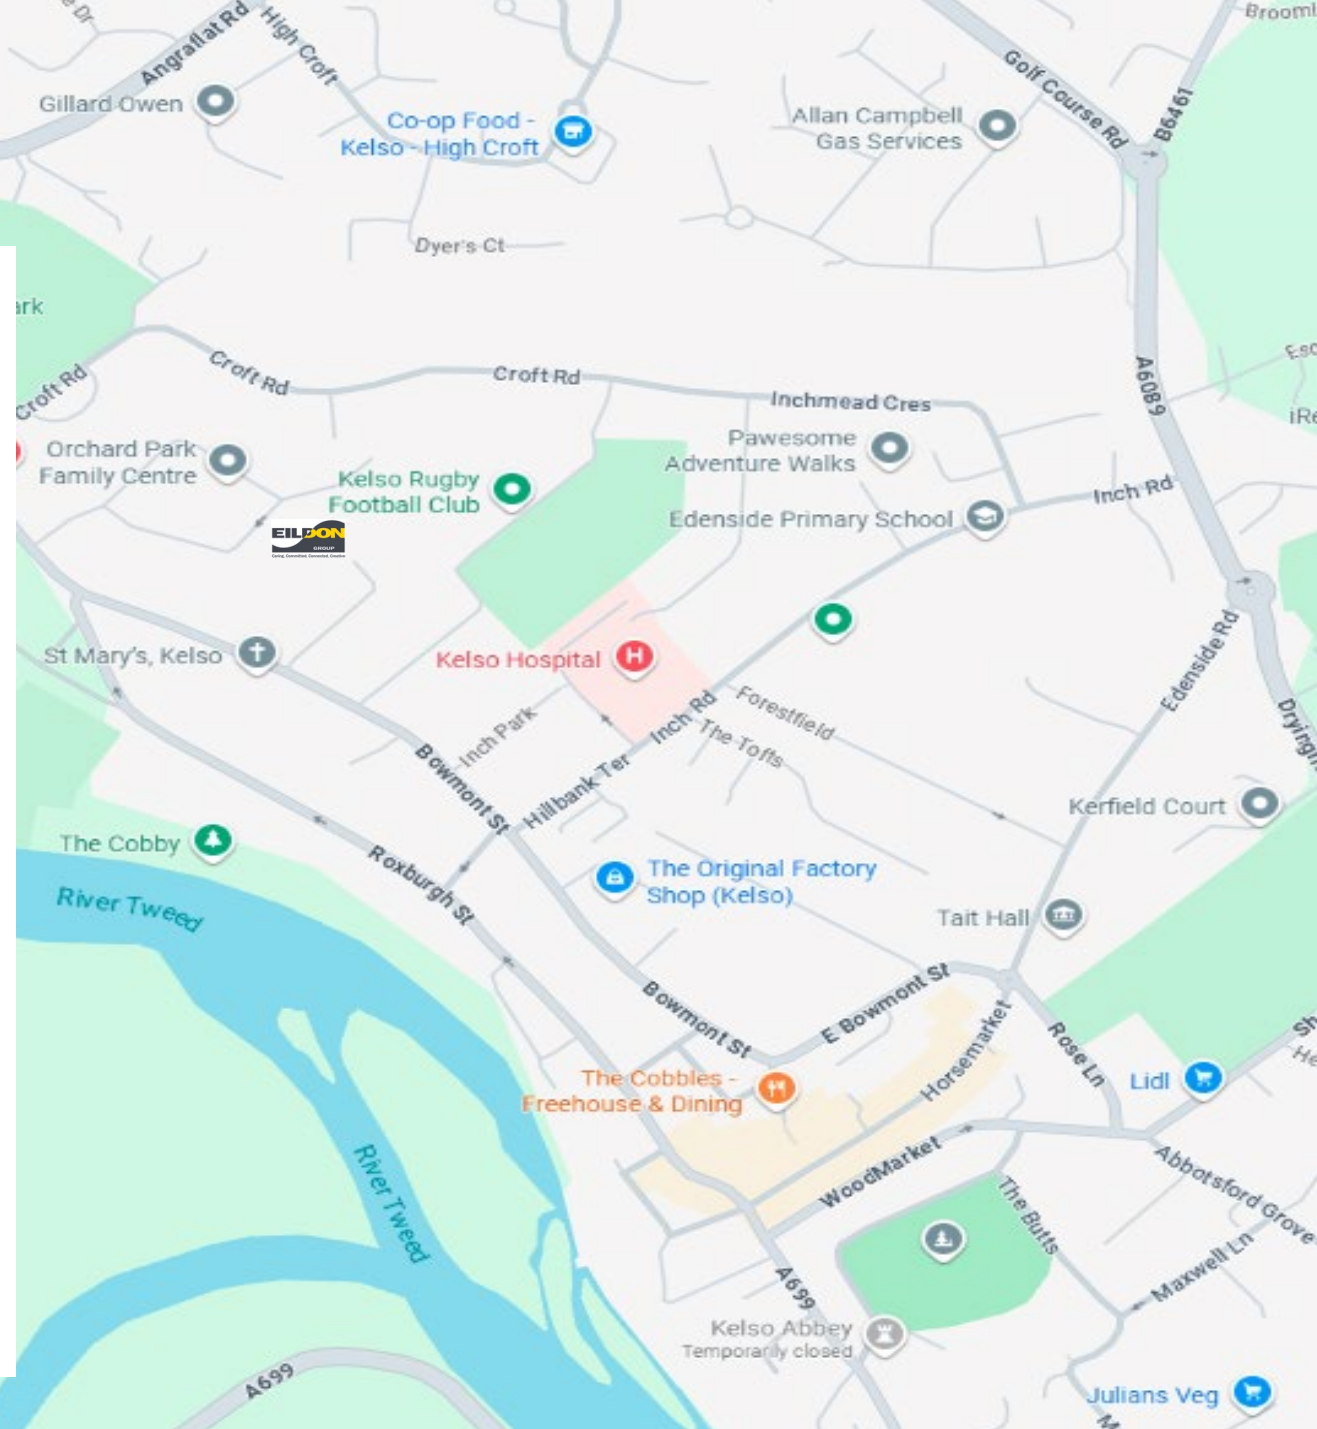 e Dr
Angraflat Rd
High Croft
Gillard Owen
Co-op Food -
Kelso - High Croft
Dyer's Ct
Golf Course Rd
B6461
Allan Campbell
Gas Services
ark
Croft Rd
Croft Rd
Croft Rd
Inchmead Cres
A6089
Orchard Park
Family Centre
Kelso Rugby
Football Club
Pawesome
Adventure Walks
Inch Rd
Edenside Primary School
EILDON
GROUP
St Mary's, Kelso
Kelso Hospital
Inch Park
Inch Rd
Forestfield
The Tofts
Edenside Rd
Bowmont St
Hillbank Ter
Kerfield Court
The Cobby
River Tweed
Roxburgh St
The Original Factory
Shop (Kelso)
Tait Hall
Bowmont St
E Bowmont St
Horsemarket
Rose Ln
The Cobbles -
Freehouse & Dining
Lidl
WoodMarket
River Tweed
The Butts
Abbotsford Grove
Maxwell Ln
A699
Kelso Abbey
Temporarily closed
A699
Julians Veg